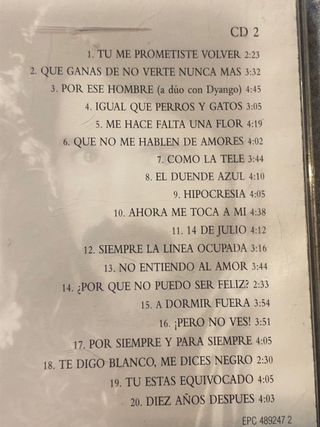 CD 2
1. TU ME PROMETISTE VOLVER 2:23
2. QUE GANAS DE NO VERTE NUNCA MAS 3:32
3. POR ESE HOMBRE (a dúo con Dyango) 4:45
4. IGUAL QUE PERROS Y GATOS 3:05
5. ME HACE FALTA UNA FLOR 4:19
6. QUE NO ME HABLEN DE AMORES 4:02
7. COMO LA TELE 3:44
8. EL DUENDE AZUL 4:10
9. HIPOCRESIA 4:05
10. AHORA ME TOCA A MI 4:38
11. 14 DE JULIO 4:12
12. SIEMPRE LA LINEA OCUPADA 3:16
13. NO ENTIENDO AL AMOR 3:44
14. ¿POR QUE NO PUEDO SER FELIZ? 2:33
15. A DORMIR FUERA 3:54
16. ¡PERO NO VES! 3:51
17. POR SIEMPRE Y PARA SIEMPRE 4:05
18. TE DIGO BLANCO, ME DICES NEGRO 2:30
19. TU ESTAS EQUIVOCADO 4:05
20. DIEZ AÑOS DESPUES 4:03
EPC 489247 2